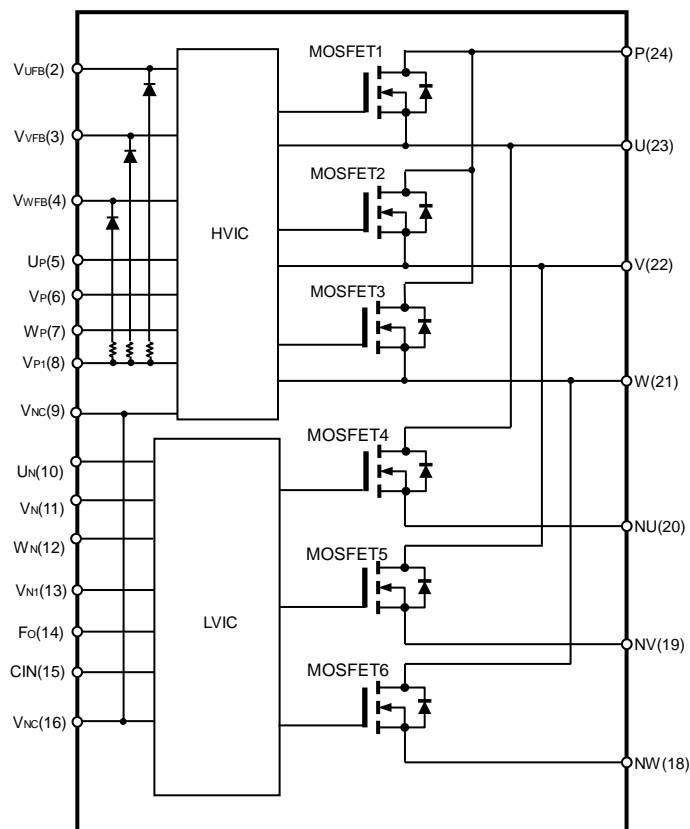 MOSFET1
P(24)
VUFB(2)
VVFB(3)
U(23)
MOSFET2
VWFB(4)
HVIC
UP(5)
V(22)
VP(6)
MOSFET3
WP(7)
VP1(8)
W(21)
VNC(9)
MOSFET4
UN(10)
VN(11)
NU(20)
WN(12)
MOSFET5
VN1(13)
LVIC
FO(14)
NV(19)
CIN(15)
MOSFET6
VNC(16)
NW(18)